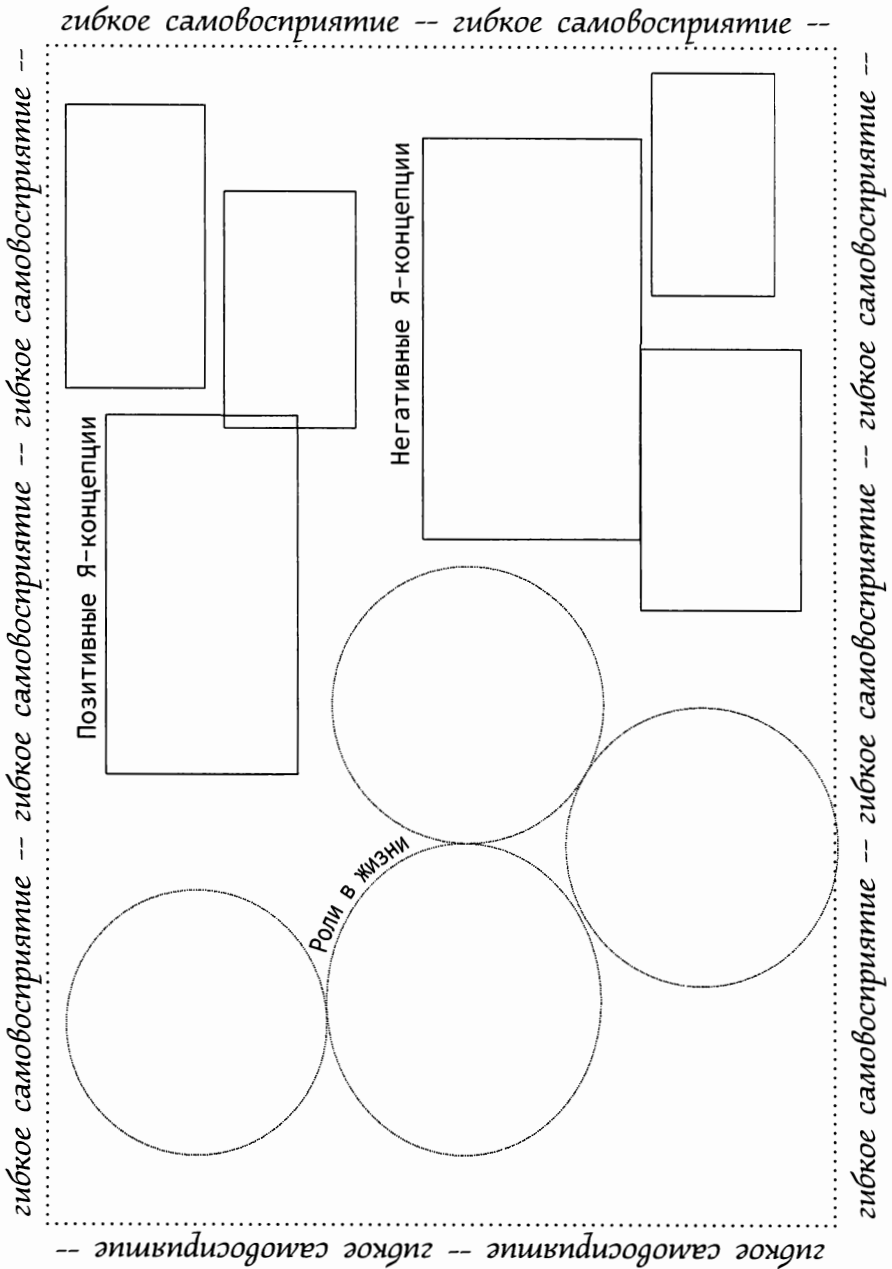 гибкое самовосприятие -- гибкое самовосприятие --
гибкое самовосприятие -- гибкое самовосприятие -- гибкое самовосприятие --
Позитивные Я-концепции
Негативные Я-концепции
Роли в жизни
гибкое самовосприятие -- гибкое самовосприятие -- гибкое самовосприятие --
гибкое самовосприятие -- гибкое самовосприятие --